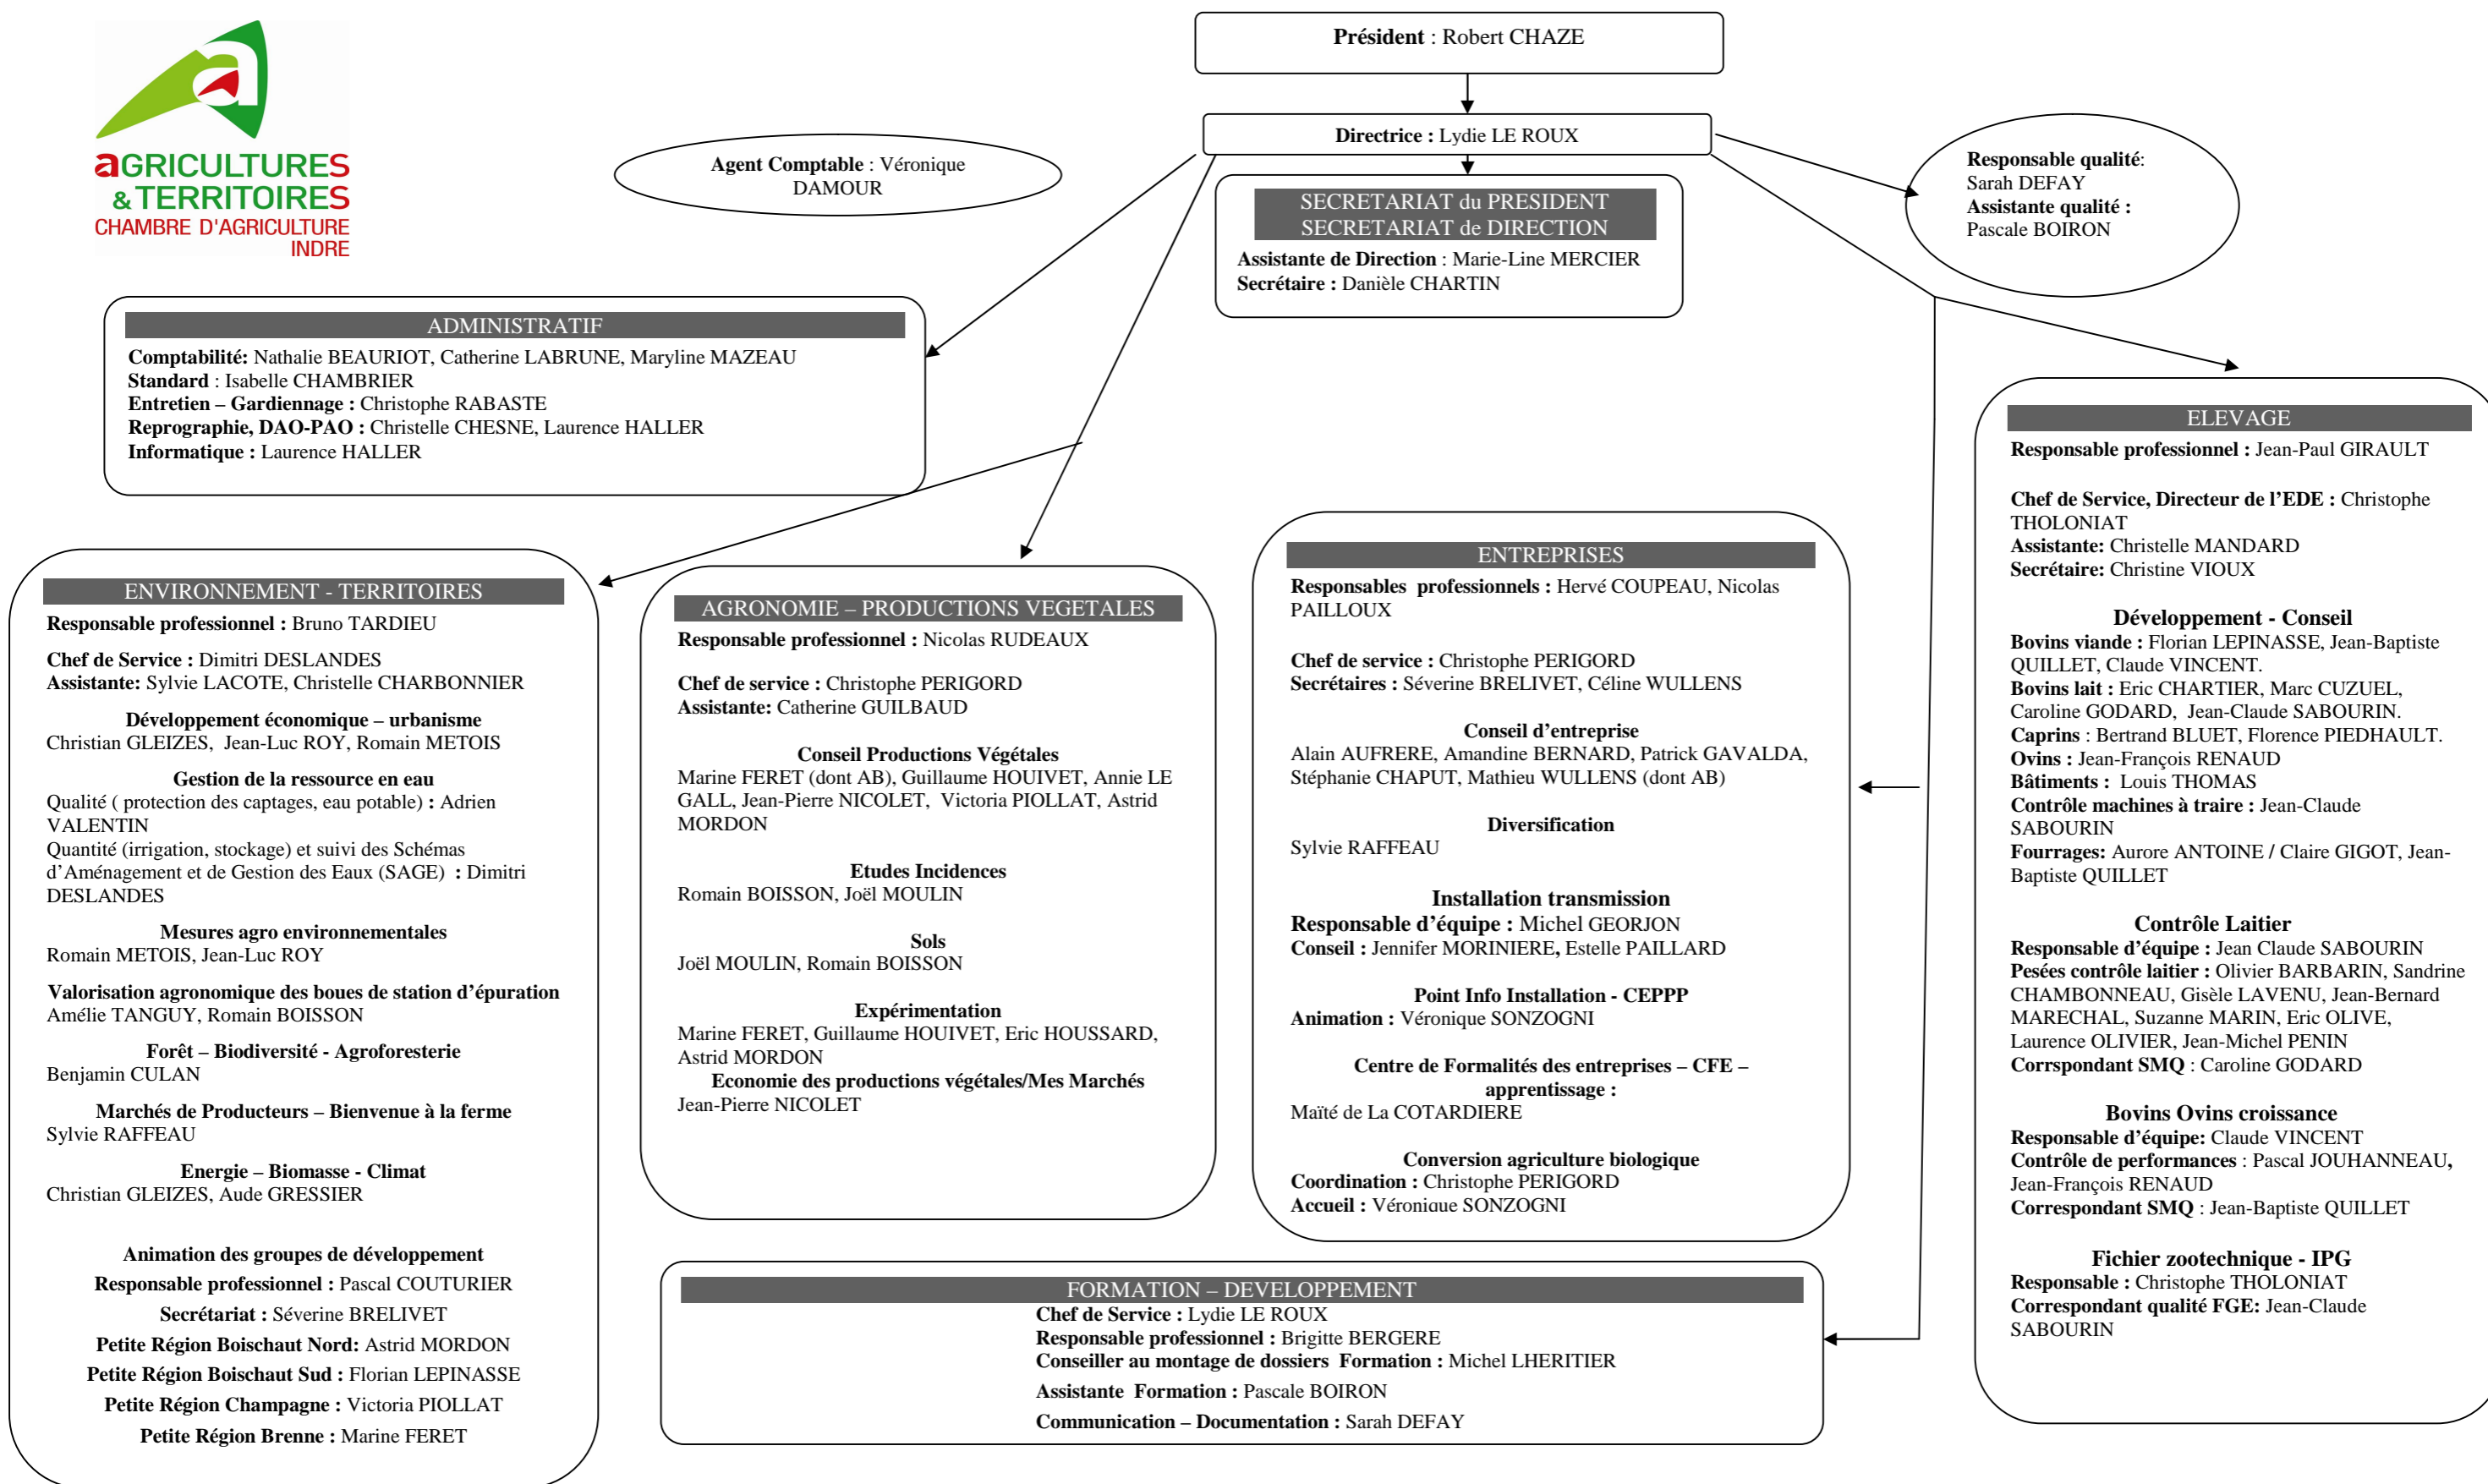 aGRICULTURES
& TERRITOIRES
CHAMBRE D'AGRICULTURE
INDRE
Président : Robert CHAZE
Directrice : Lydie LE ROUX
Agent Comptable : Véronique
DAMOUR
Responsable qualité:
Sarah DEFAY
Assistante qualité :
Pascale BOIRON
SECRETARIAT du PRESIDENT
SECRETARIAT de DIRECTION
Assistante de Direction : Marie-Line MERCIER
Secrétaire : Danièle CHARTIN
ADMINISTRATIF
Comptabilité: Nathalie BEAURIOT, Catherine LABRUNE, Maryline MAZEAU
Standard : Isabelle CHAMBRIER
Entretien – Gardiennage : Christophe RABASTE
Reprographie, DAO-PAO : Christelle CHESNE, Laurence HALLER
Informatique : Laurence HALLER
ENVIRONNEMENT - TERRITOIRES
Responsable professionnel : Bruno TARDIEU
Chef de Service : Dimitri DESLANDES
Assistante: Sylvie LACOTE, Christelle CHARBONNIER
Développement économique – urbanisme
Christian GLEIZES, Jean-Luc ROY, Romain METOIS
Gestion de la ressource en eau
Qualité ( protection des captages, eau potable) : Adrien
VALENTIN
Quantité (irrigation, stockage) et suivi des Schémas
d'Aménagement et de Gestion des Eaux (SAGE) : Dimitri
DESLANDES
Mesures agro environnementales
Romain METOIS, Jean-Luc ROY
Valorisation agronomique des boues de station d'épuration
Amélie TANGUY, Romain BOISSON
Forêt – Biodiversité - Agroforesterie
Benjamin CULAN
Marchés de Producteurs – Bienvenue à la ferme
Sylvie RAFFEAU
Energie – Biomasse - Climat
Christian GLEIZES, Aude GRESSIER
Animation des groupes de développement
Responsable professionnel : Pascal COUTURIER
Secrétariat : Séverine BRELIVET
Petite Région Boischaut Nord: Astrid MORDON
Petite Région Boischaut Sud : Florian LEPINASSE
Petite Région Champagne : Victoria PIOLLAT
Petite Région Brenne : Marine FERET
AGRONOMIE – PRODUCTIONS VEGETALES
Responsable professionnel : Nicolas RUDEAUX
Chef de service : Christophe PERIGORD
Assistante: Catherine GUILBAUD
Conseil Productions Végétales
Marine FERET (dont AB), Guillaume HOUIVET, Annie LE
GALL, Jean-Pierre NICOLET, Victoria PIOLLAT, Astrid
MORDON
Etudes Incidences
Romain BOISSON, Joël MOULIN
Sols
Joël MOULIN, Romain BOISSON
Expérimentation
Marine FERET, Guillaume HOUIVET, Eric HOUSSARD,
Astrid MORDON
Economie des productions végétales/Mes Marchés
Jean-Pierre NICOLET
ENTREPRISES
Responsables professionnels : Hervé COUPEAU, Nicolas
PAILLOUX
Chef de service : Christophe PERIGORD
Secrétaires : Séverine BRELIVET, Céline WULLENS
Conseil d'entreprise
Alain AUFRERE, Amandine BERNARD, Patrick GAVALDA,
Stéphanie CHAPUT, Mathieu WULLENS (dont AB)
Diversification
Sylvie RAFFEAU
Installation transmission
Responsable d'équipe : Michel GEORJON
Conseil : Jennifer MORINIERE, Estelle PAILLARD
Point Info Installation - CEPPP
Animation : Véronique SONZOGNI
Centre de Formalités des entreprises – CFE –
apprentissage :
Maïté de La COTARDIERE
Conversion agriculture biologique
Coordination : Christophe PERIGORD
Accueil : Véronique SONZOGNI
FORMATION – DEVELOPPEMENT
Chef de Service : Lydie LE ROUX
Responsable professionnel : Brigitte BERGERE
Conseiller au montage de dossiers Formation : Michel LHERITIER
Assistante Formation : Pascale BOIRON
Communication – Documentation : Sarah DEFAY
ELEVAGE
Responsable professionnel : Jean-Paul GIRAULT
Chef de Service, Directeur de l'EDE : Christophe
THOLONIAT
Assistante: Christelle MANDARD
Secrétaire: Christine VIOUX
Développement - Conseil
Bovins viande : Florian LEPINASSE, Jean-Baptiste
QUILLET, Claude VINCENT.
Bovins lait : Eric CHARTIER, Marc CUZUEL,
Caroline GODARD, Jean-Claude SABOURIN.
Caprins : Bertrand BLUET, Florence PIEDHAULT.
Ovins : Jean-François RENAUD
Bâtiments : Louis THOMAS
Contrôle machines à traire : Jean-Claude
SABOURIN
Fourrages: Aurore ANTOINE / Claire GIGOT, Jean-
Baptiste QUILLET
Contrôle Laitier
Responsable d'équipe : Jean Claude SABOURIN
Pesées contrôle laitier : Olivier BARBARIN, Sandrine
CHAMBONNEAU, Gisèle LAVENU, Jean-Bernard
MARECHAL, Suzanne MARIN, Eric OLIVE,
Laurence OLIVIER, Jean-Michel PENIN
Corrspondant SMQ : Caroline GODARD
Bovins Ovins croissance
Responsable d'équipe: Claude VINCENT
Contrôle de performances : Pascal JOUHANNEAU,
Jean-François RENAUD
Correspondant SMQ : Jean-Baptiste QUILLET
Fichier zootechnique - IPG
Responsable : Christophe THOLONIAT
Correspondant qualité FGE: Jean-Claude
SABOURIN